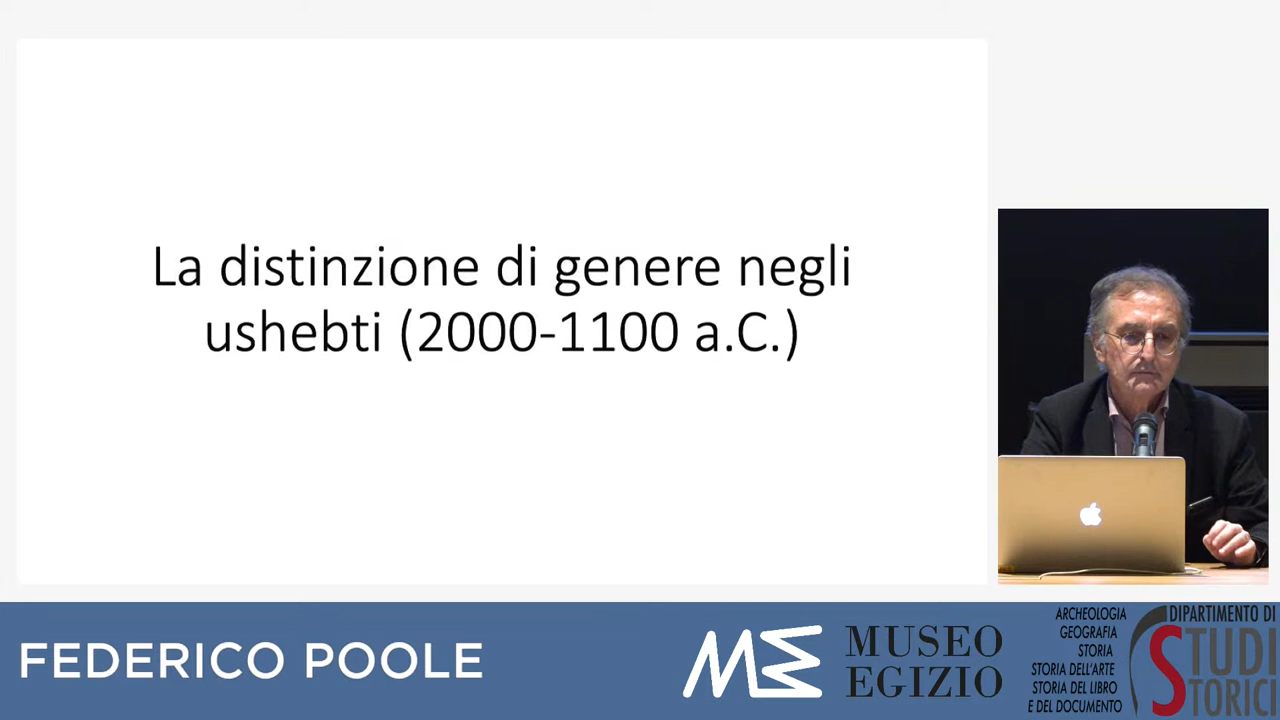 La distinzione di genere negli
ushebti (2000-1100 a.C.)
FEDERICO POOLE
ME
MUSEO
EGIZIO
ARCHEOLOGIA
GEOGRAFIA
STORIA
STORIA DELL'ARTE
STORIA DEL LIBRO
E DEL DOCUMENTO
DIPARTIMENTO DI
STUDI
STORICI